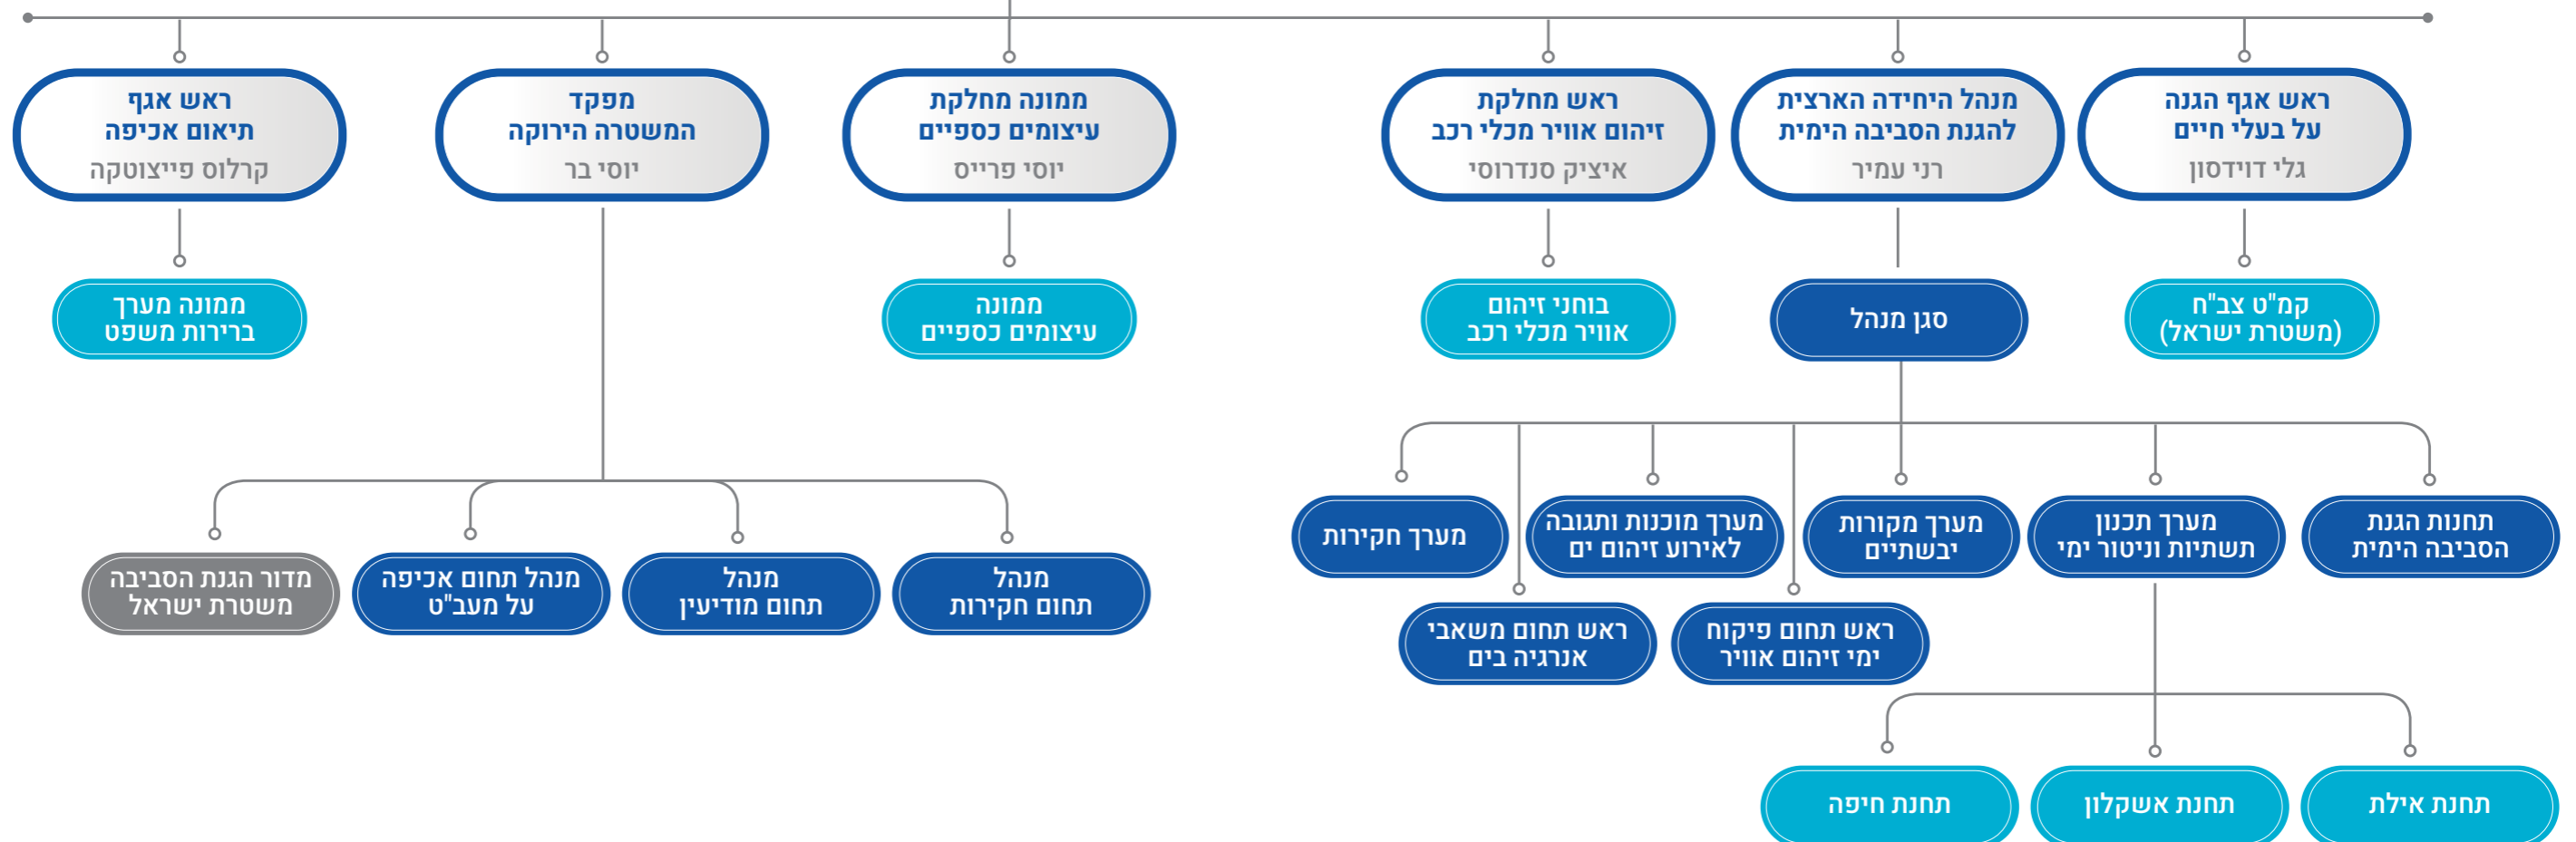 ראש אגף הגנה
על בעלי חיים
גלי דוידסון
מנהל היחידה הארצית
להגנת הסביבה הימית
רני עמיר
ראש מחלקת
זיהום אוויר מכלי רכב
איציק סנדרוסי
ממונה מחלקת
עיצומים כספיים
יוסי פרייס
מפקד
המשטרה הירוקה
יוסי בר
ראש אגף
תיאום אכיפה
קרלוס פייצוטקה
קמ"ט צב"ח
(משטרת ישראל)
סגן מנהל
בוחני זיהום
אוויר מכלי רכב
ממונה
עיצומים כספיים
ממונה מערך
ברירות משפט
תחנות הגנת
הסביבה הימית
מערך תכנון
תשתיות וניטור ימי
מערך מקורות
יבשתיים
מערך מוכנות ותגובה
לאירוע זיהום ים
מערך חקירות
ראש תחום פיקוח
ימי זיהום אוויר
ראש תחום משאבי
אנרגיה בים
מנהל
תחום חקירות
מנהל
תחום מודיעין
מנהל תחום אכיפה
על מעב"ט
מדור הגנת הסביבה
משטרת ישראל
תחנת אילת
תחנת אשקלון
תחנת חיפה